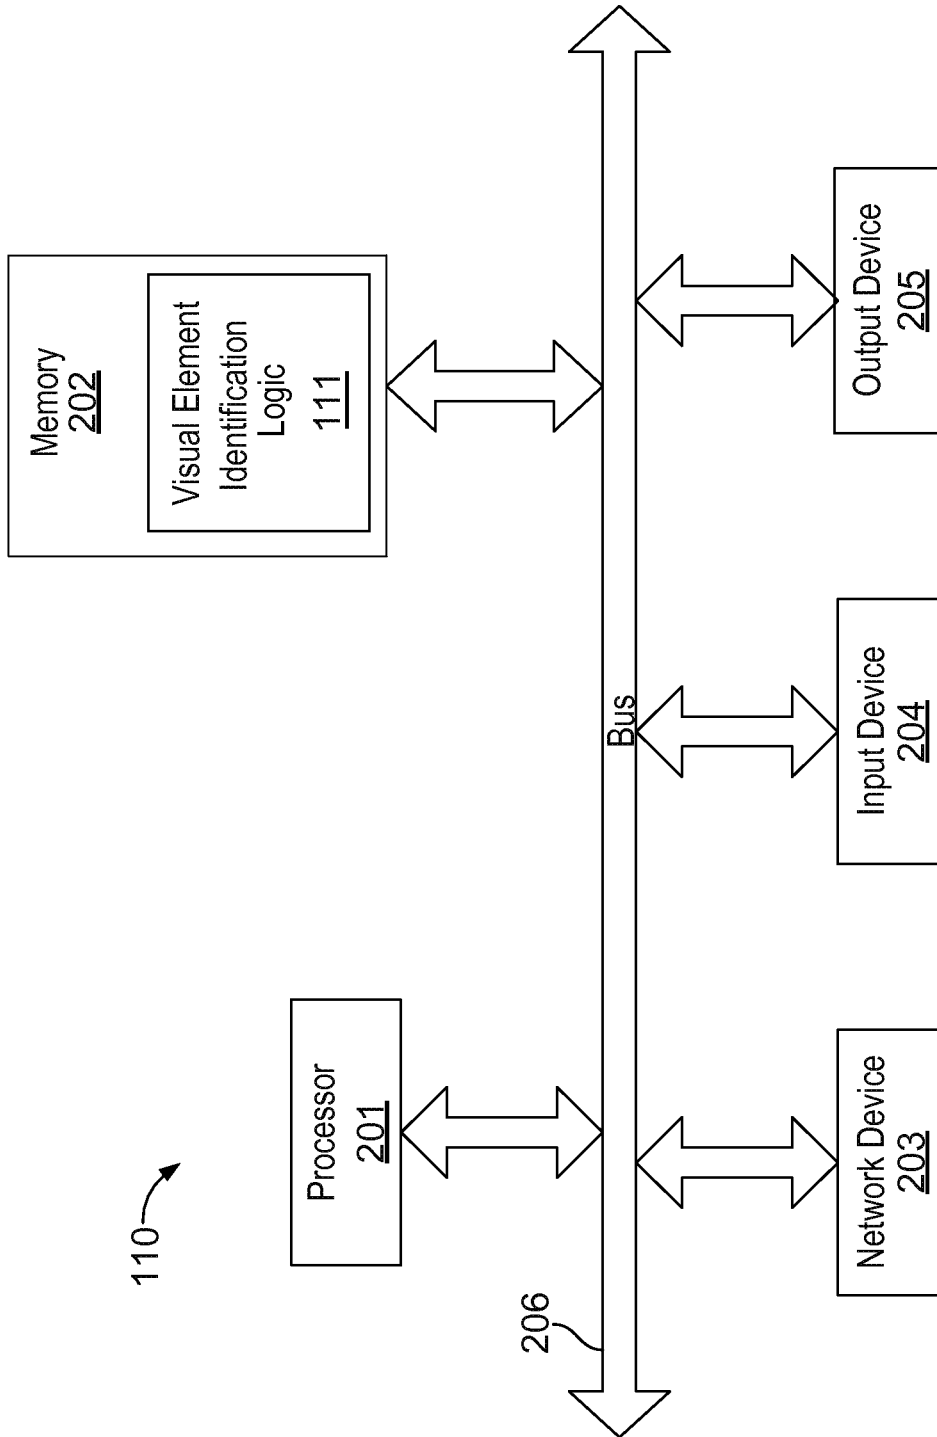 110
Processor
201
Memory
202
Visual Element
Identification
Logic
111
206
Bus
Network Device
203
Input Device
204
Output Device
205